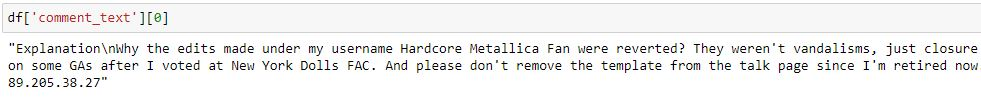 df['comment_text'][0]
"Explanation\nWhy the edits made under my username Hardcore Metallica Fan were reverted? They weren't vandalisms, just closure
on some GAs after I voted at New York Dolls FAC. And please don't remove the template from the talk page since I'm retired now.
89.205.38.27"